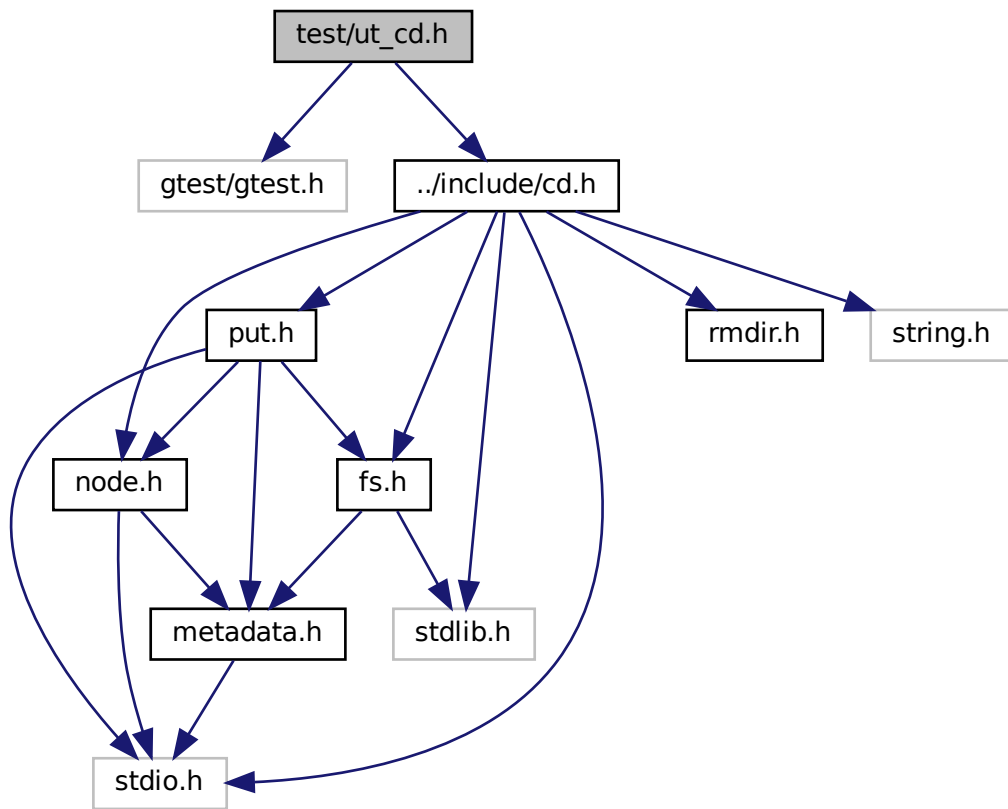 test/ut_cd.h
gtest/gtest.h
../include/cd.h
put.h
rmdir.h
string.h
node.h
fs.h
metadata.h
stdlib.h
stdio.h